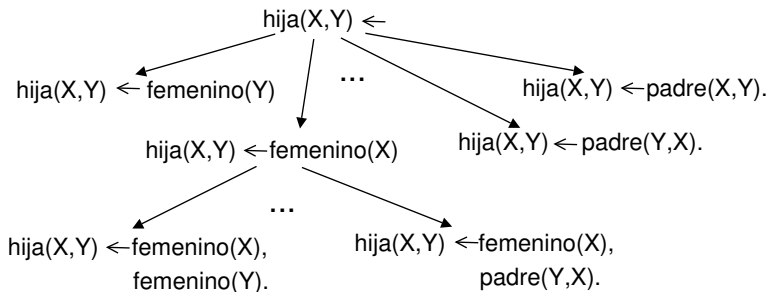 hija(X,Y) ←
...
hija(X,Y) ← femenino(Y)
hija(X,Y) ← padre(X,Y).
hija(X,Y) ← femenino(X)
hija(X,Y) ← padre(Y,X).
...
hija(X,Y) ← femenino(X),
femenino(Y).
hija(X,Y) ← femenino(X),
padre(Y,X).